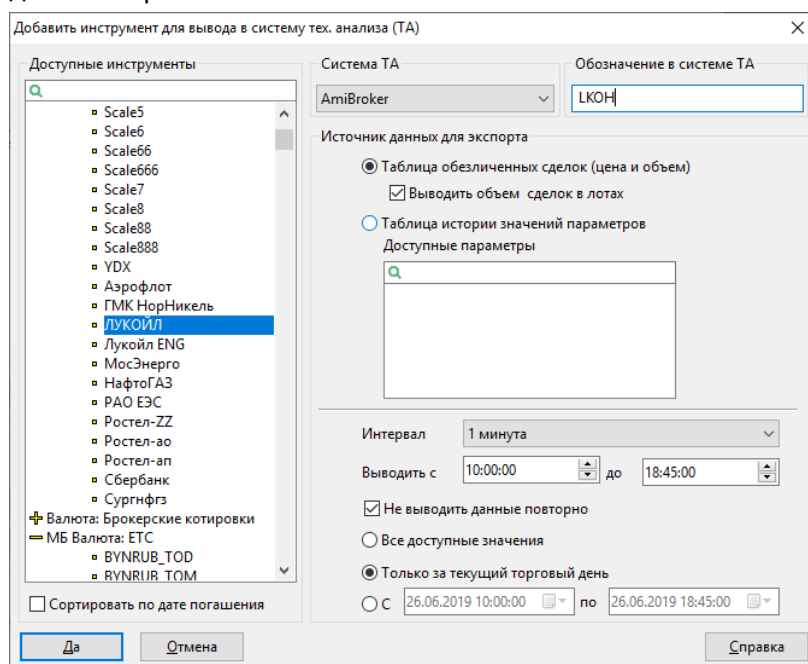 Добавить инструмент для вывода в систему тех. анализа (ТА)
Доступные инструменты
Scale5
Scale6
Scale66
Scale666
Scale7
Scale8
Scale88
Scale888
YDX
Аэрофлот
ГМК НорНикель
ЛУКОЙЛ
Лукойл ENG
МосЭнерго
НафтоГАЗ
РАО ЕЭС
Ростел-ZZ
Ростел-ао
Ростел-ап
Сбербанк
Сургнфгз
Валюта: Брокерские котировки
МБ Валюта: ЕТС
BYNRUB_TOD
BYNRUB_TOM
Сортировать по дате погашения
Система ТА
AmiBroker
Обозначение в системе ТА
LKOH
Источник данных для экспорта
Таблица обезличенных сделок (цена и объем)
Выводить объем сделок в лотах
Таблица истории значений параметров
Доступные параметры
Интервал 1 минута
Выводить с 10:00:00 до 18:45:00
Не выводить данные повторно
Все доступные значения
Только за текущий торговый день
С 26.06.2019 10:00:00 по 26.06.2019 18:45:00
Да Отмена Справка